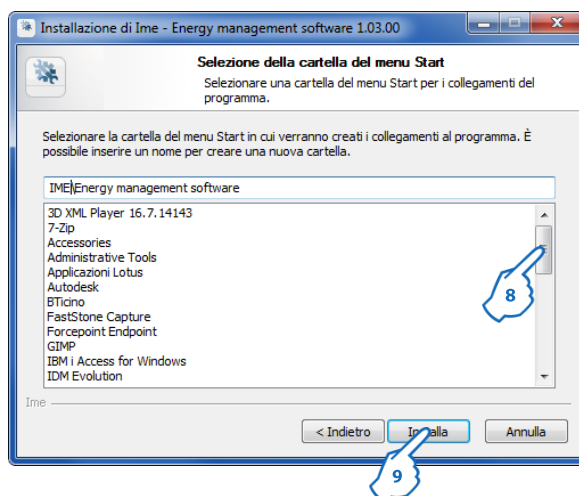 Installazione di Ime - Energy management software 1.03.00
Selezione della cartella del menu Start
Selezionare una cartella del menu Start per i collegamenti del
programma.
Selezionare la cartella del menu Start in cui verranno creati i collegamenti al programma. È
possibile inserire un nome per creare una nuova cartella.
IME\Energy management software
3D XML Player 16.7.14143
7-Zip
Accessories
Administrative Tools
Applicazioni Lotus
Autodesk
BTicino
FastStone Capture
Forcepoint Endpoint
GIMP
IBM i Access for Windows
IDM Evolution
8
Ime
< Indietro
Installa
Annulla
9